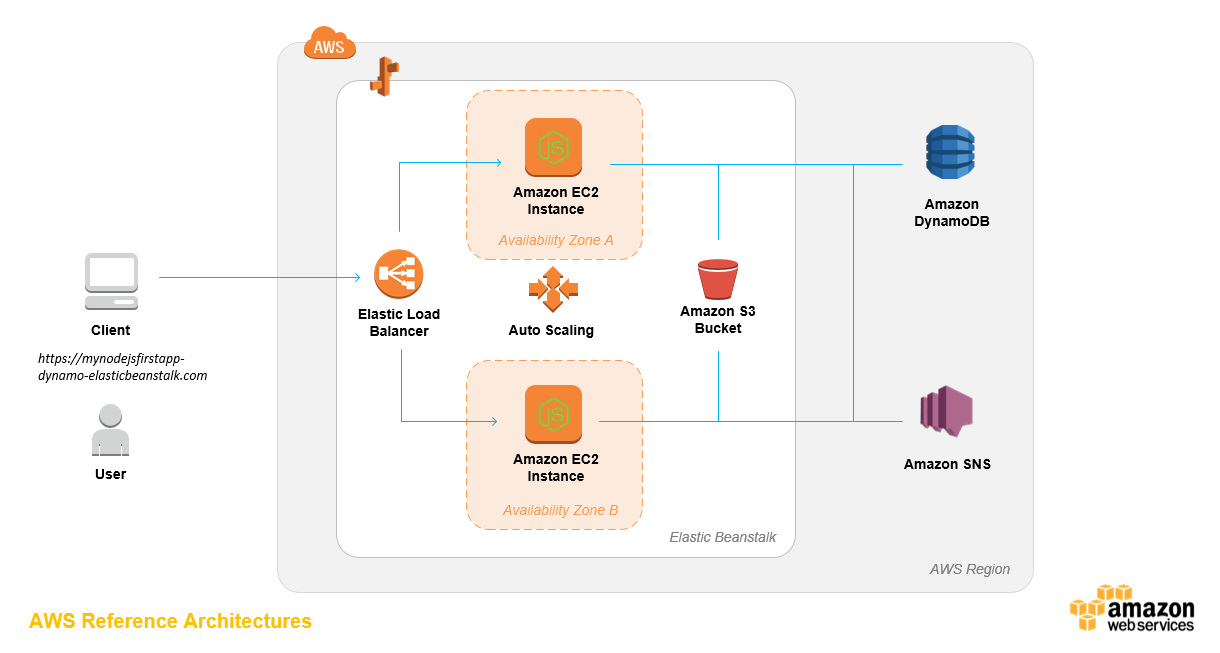 AWS
JS
Amazon EC2
Instance
Availability Zone A
Amazon
DynamoDB
Elastic Load
Balancer
Auto Scaling
Amazon S3
Bucket
Client
https://mynodejsfirstapp-
dynamo-elasticbeanstalk.com
User
JS
Amazon EC2
Instance
Availability Zone B
Amazon SNS
Elastic Beanstalk
AWS Region
AWS Reference Architectures
amazon
web services